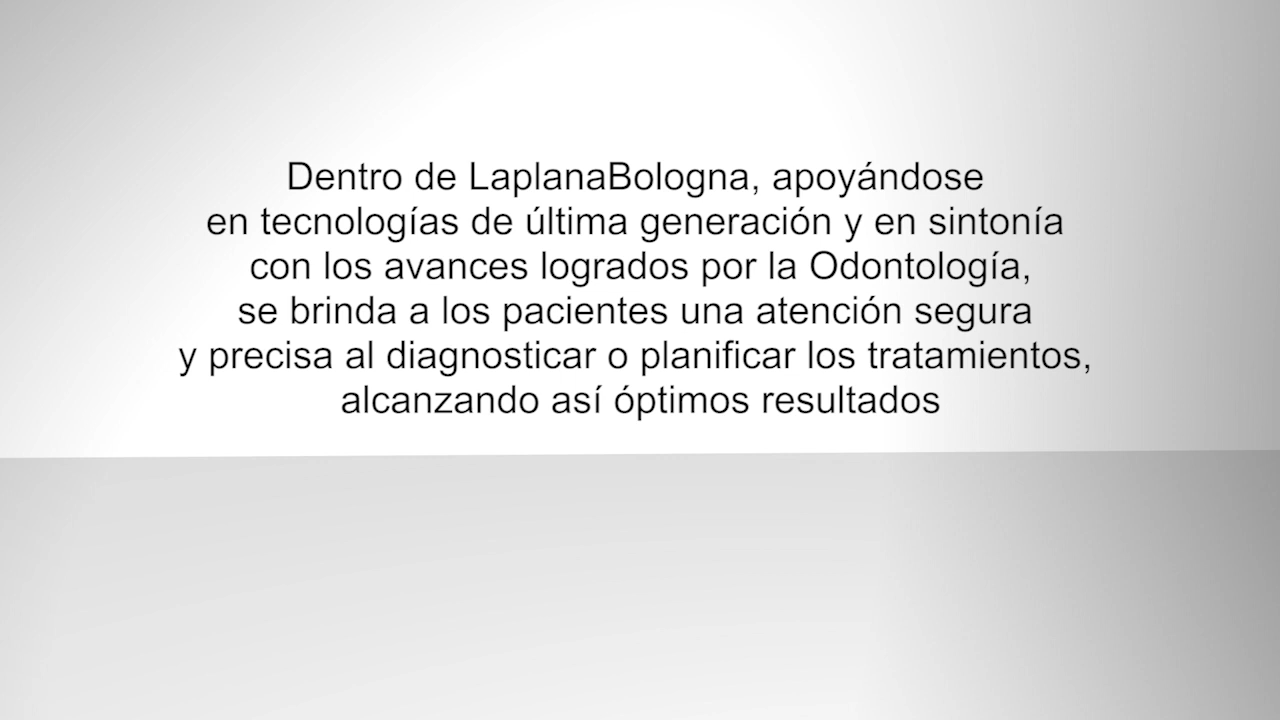 Dentro de LaplanaBologna, apoyándose
en tecnologías de última generación y en sintonía
con los avances logrados por la Odontología,
se brinda a los pacientes una atención segura
y precisa al diagnosticar o planificar los tratamientos,
alcanzando así óptimos resultados